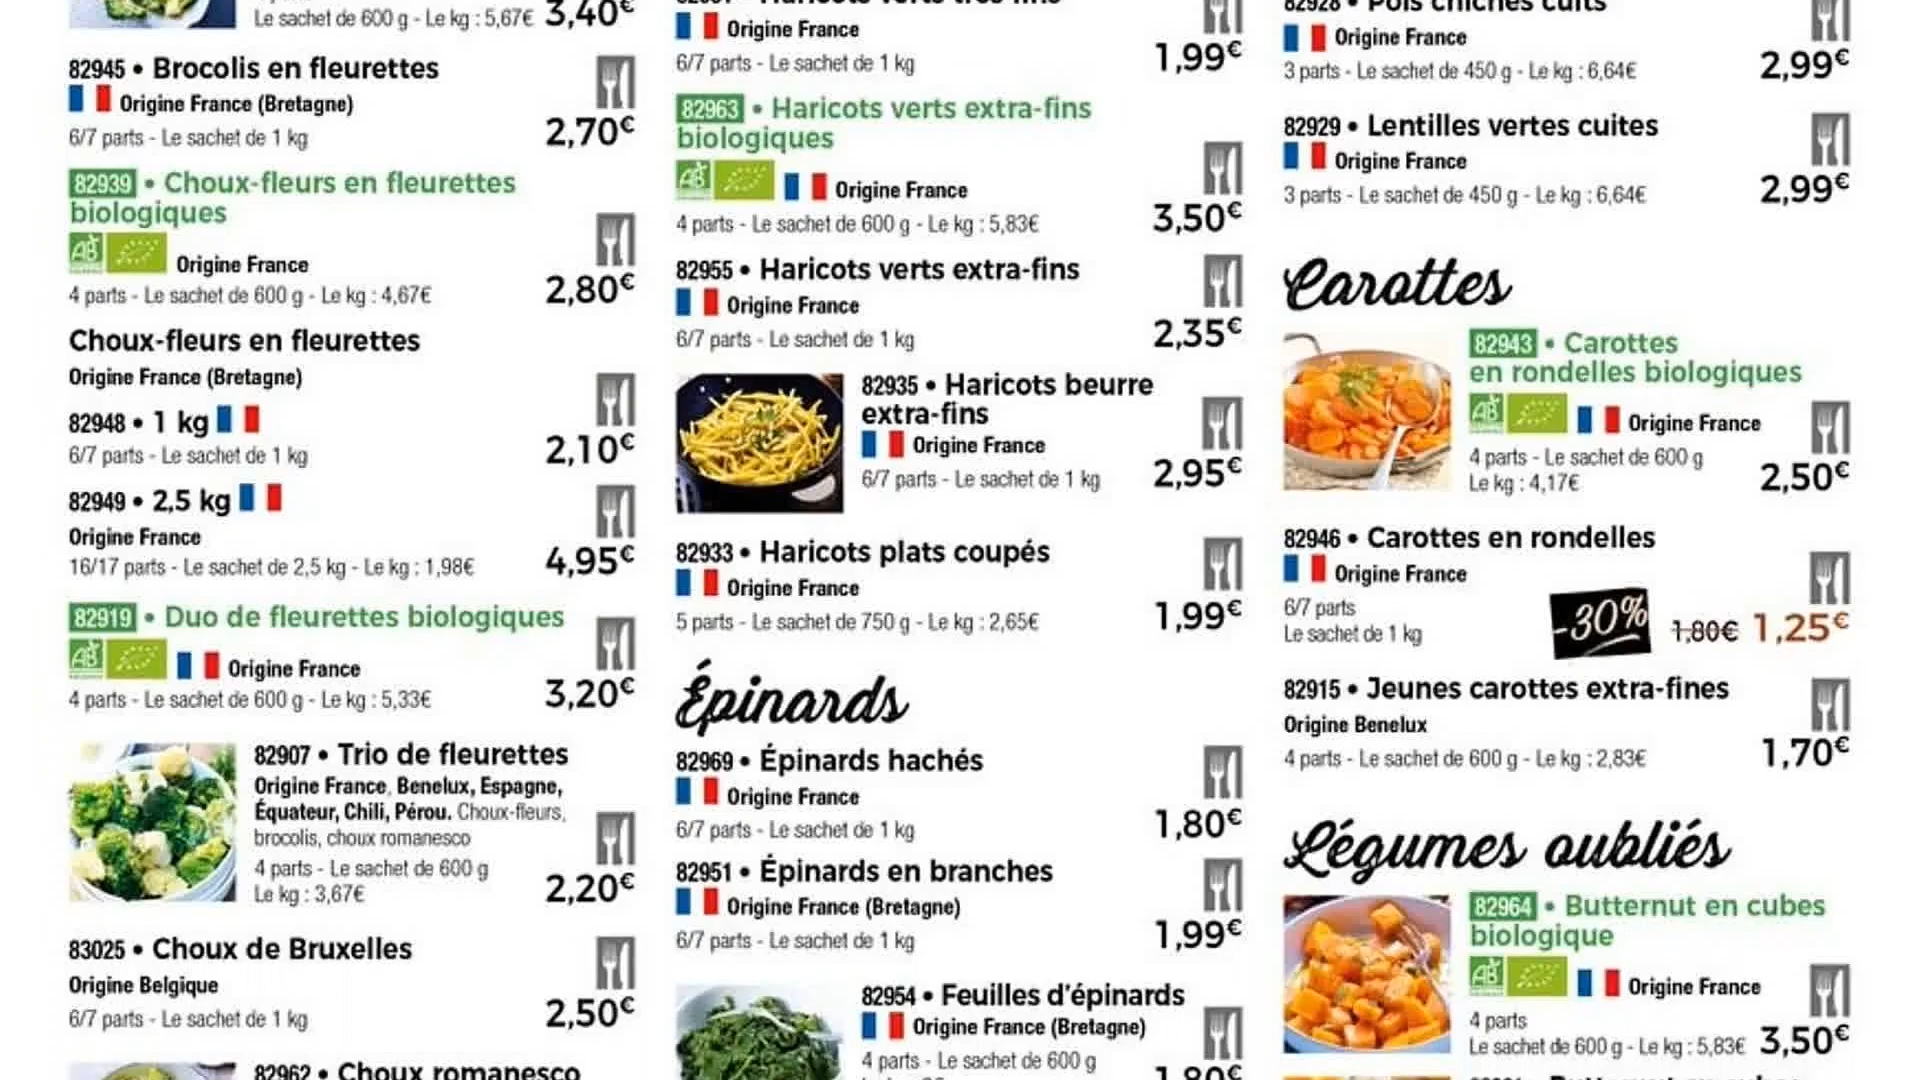 Le sachet de 600 g - Le kg : 5,67€ 3,40€
82945 • Brocolis en fleurettes
Origine France (Bretagne)
6/7 parts - Le sachet de 1 kg 2,70€
82939 • Choux-fleurs en fleurettes
biologiques
AB Origine France
4 parts - Le sachet de 600 g - Le kg : 4,67€ 2,80€
Choux-fleurs en fleurettes
Origine France (Bretagne)
82948 • 1 kg
6/7 parts - Le sachet de 1 kg 2,10€
82949 • 2,5 kg
Origine France
16/17 parts - Le sachet de 2,5 kg - Le kg : 1,98€ 4,95€
82919 • Duo de fleurettes biologiques
AB Origine France
4 parts - Le sachet de 600 g - Le kg : 5,33€ 3,20€
82907 • Trio de fleurettes
Origine France, Benelux, Espagne,
Équateur, Chili, Pérou. Choux-fleurs,
brocolis, choux romanesco
4 parts - Le sachet de 600 g
Le kg : 3,67€ 2,20€
83025 • Choux de Bruxelles
Origine Belgique
6/7 parts - Le sachet de 1 kg 2,50€
82962 • Choux romanesco
Haricots verts très fins
Origine France
6/7 parts - Le sachet de 1 kg 1,99€
82963 • Haricots verts extra-fins
biologiques
AB Origine France
4 parts - Le sachet de 600 g - Le kg : 5,83€ 3,50€
82955 • Haricots verts extra-fins
Origine France
6/7 parts - Le sachet de 1 kg 2,35€
82935 • Haricots beurre
extra-fins
Origine France
6/7 parts - Le sachet de 1 kg 2,95€
82933 • Haricots plats coupés
Origine France
5 parts - Le sachet de 750 g - Le kg : 2,65€ 1,99€
Épinards
82969 • Épinards hachés
Origine France
6/7 parts - Le sachet de 1 kg 1,80€
82951 • Épinards en branches
Origine France (Bretagne)
6/7 parts - Le sachet de 1 kg 1,99€
82954 • Feuilles d'épinards
Origine France (Bretagne)
4 parts - Le sachet de 600 g
1,80€
82928 • Pois chiches cuits
Origine France
3 parts - Le sachet de 450 g - Le kg : 6,64€ 2,99€
82929 • Lentilles vertes cuites
Origine France
3 parts - Le sachet de 450 g - Le kg : 6,64€ 2,99€
Carottes
82943 • Carottes
en rondelles biologiques
AB Origine France
4 parts - Le sachet de 600 g
Le kg : 4,17€ 2,50€
82946 • Carottes en rondelles
Origine France
6/7 parts
Le sachet de 1 kg -30% 1,80€ 1,25€
82915 • Jeunes carottes extra-fines
Origine Benelux
4 parts - Le sachet de 600 g - Le kg : 2,83€ 1,70€
Légumes oubliés
82964 • Butternut en cubes
biologique
AB Origine France
4 parts
Le sachet de 600 g - Le kg : 5,83€ 3,50€